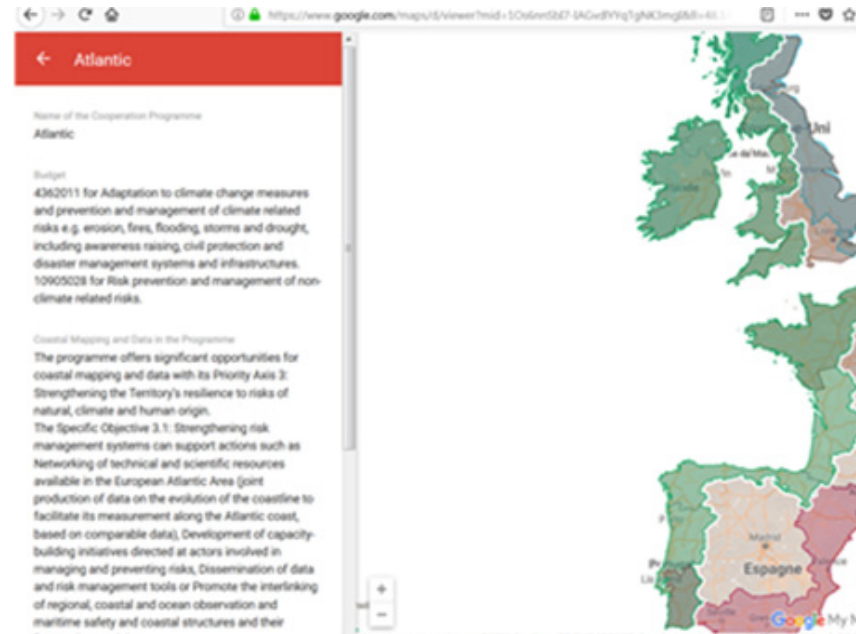 https://www.google.com/maps/d/viewer?mid=
Atlantic
Name of the Cooperation Programme
Atlantic
Budget
4362011 for Adaptation to climate change measures
and prevention and management of climate related
risks e.g. erosion, fires, flooding, storms and drought,
including awareness raising, civil protection and
disaster management systems and infrastructures.
10905028 for Risk prevention and management of non-
climate related risks.
Coastal Mapping and Data in the Programme
The programme offers significant opportunities for
coastal mapping and data with its Priority Axis 3:
Strengthening the Territory's resilience to risks of
natural, climate and human origin.
The Specific Objective 3.1: Strengthening risk
management systems can support actions such as
Networking of technical and scientific resources
available in the European Atlantic Area (joint
production of data on the evolution of the coastline to
facilitate its measurement along the Atlantic coast,
based on comparable data), Development of capacity-
building initiatives directed at actors involved in
managing and preventing risks, Dissemination of data
and risk management tools or Promote the interlinking
of regional, coastal and ocean observation and
maritime safety and coastal structures and their
Madrid
Espagne
Google My M